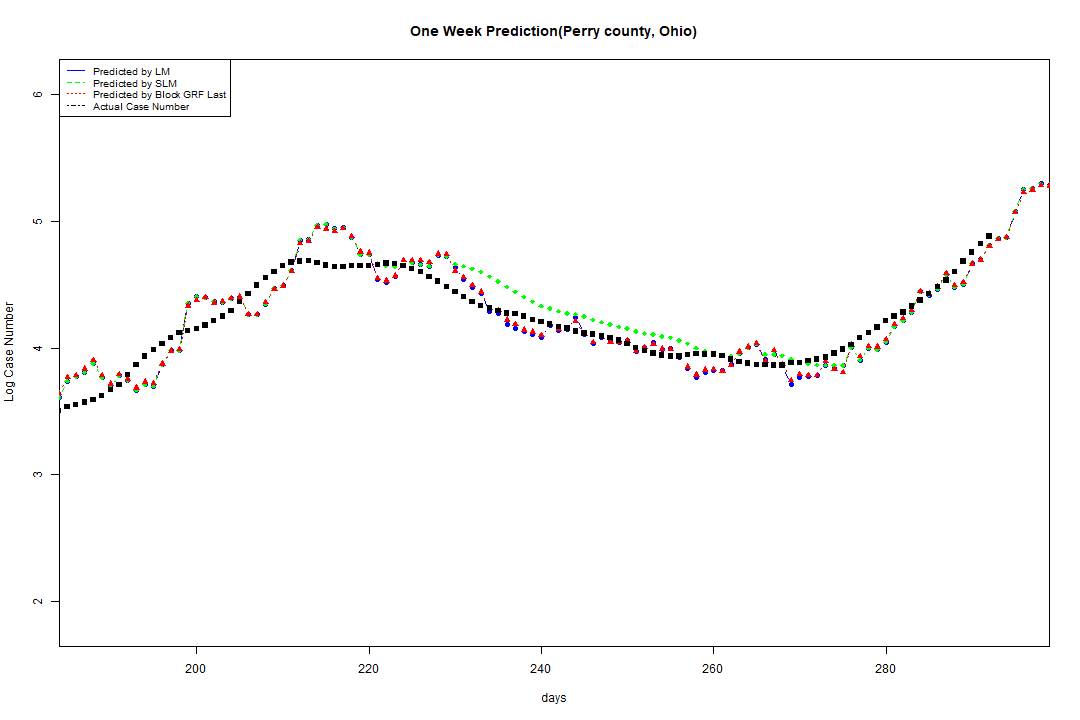 One Week Prediction(Perry county, Ohio)
Predicted by LM
Predicted by SLM
Predicted by Block GRF Last
Actual Case Number
6
5
4
3
2
Log Case Number
200 220 240 260 280
days